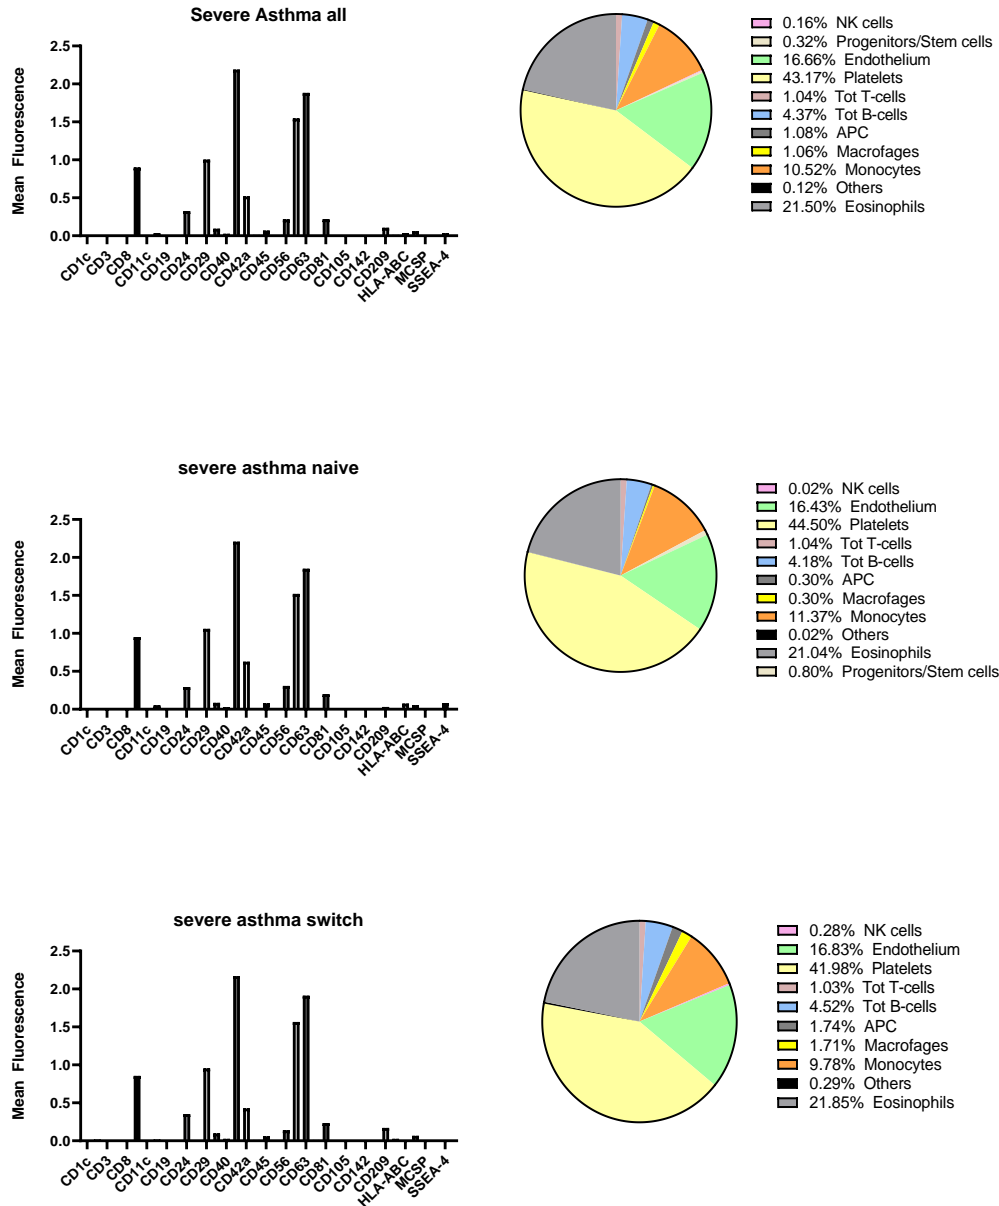 Severe Asthma all
Mean Fluorescence
2.5
2.0
1.5
1.0
0.5
0.0
CD1c
CD3
CD8
CD11c
CD19
CD24
CD29
CD40
CD42a
CD45
CD56
CD63
CD81
CD105
CD142
CD209
HLA-ABC
MCSP
SSEA-4
0.16% NK cells
0.32% Progenitors/Stem cells
16.66% Endothelium
43.17% Platelets
1.04% Tot T-cells
4.37% Tot B-cells
1.08% APC
1.06% Macrofages
10.52% Monocytes
0.12% Others
21.50% Eosinophils
severe asthma naive
Mean Fluorescence
2.5
2.0
1.5
1.0
0.5
0.0
CD1c
CD3
CD8
CD11c
CD19
CD24
CD29
CD40
CD42a
CD45
CD56
CD63
CD81
CD105
CD142
CD209
HLA-ABC
MCSP
SSEA-4
0.02% NK cells
16.43% Endothelium
44.50% Platelets
1.04% Tot T-cells
4.18% Tot B-cells
0.30% APC
0.30% Macrofages
11.37% Monocytes
0.02% Others
21.04% Eosinophils
0.80% Progenitors/Stem cells
severe asthma switch
Mean Fluorescence
2.5
2.0
1.5
1.0
0.5
0.0
CD1c
CD3
CD8
CD11c
CD19
CD24
CD29
CD40
CD42a
CD45
CD56
CD63
CD81
CD105
CD142
CD209
HLA-ABC
MCSP
SSEA-4
0.28% NK cells
16.83% Endothelium
41.98% Platelets
1.03% Tot T-cells
4.52% Tot B-cells
1.74% APC
1.71% Macrofages
9.78% Monocytes
0.29% Others
21.85% Eosinophils